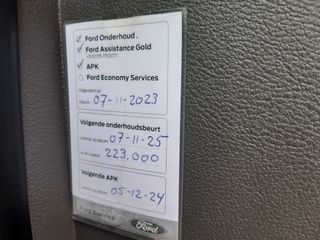 Ford Onderhoud
Ford Assistance Gold
APK
Ford Economy Services
Datum: 07-11-2023
Volgende onderhoudsbeurt
07-11-25
223.000
Volgende APK
05-12-24
Ford